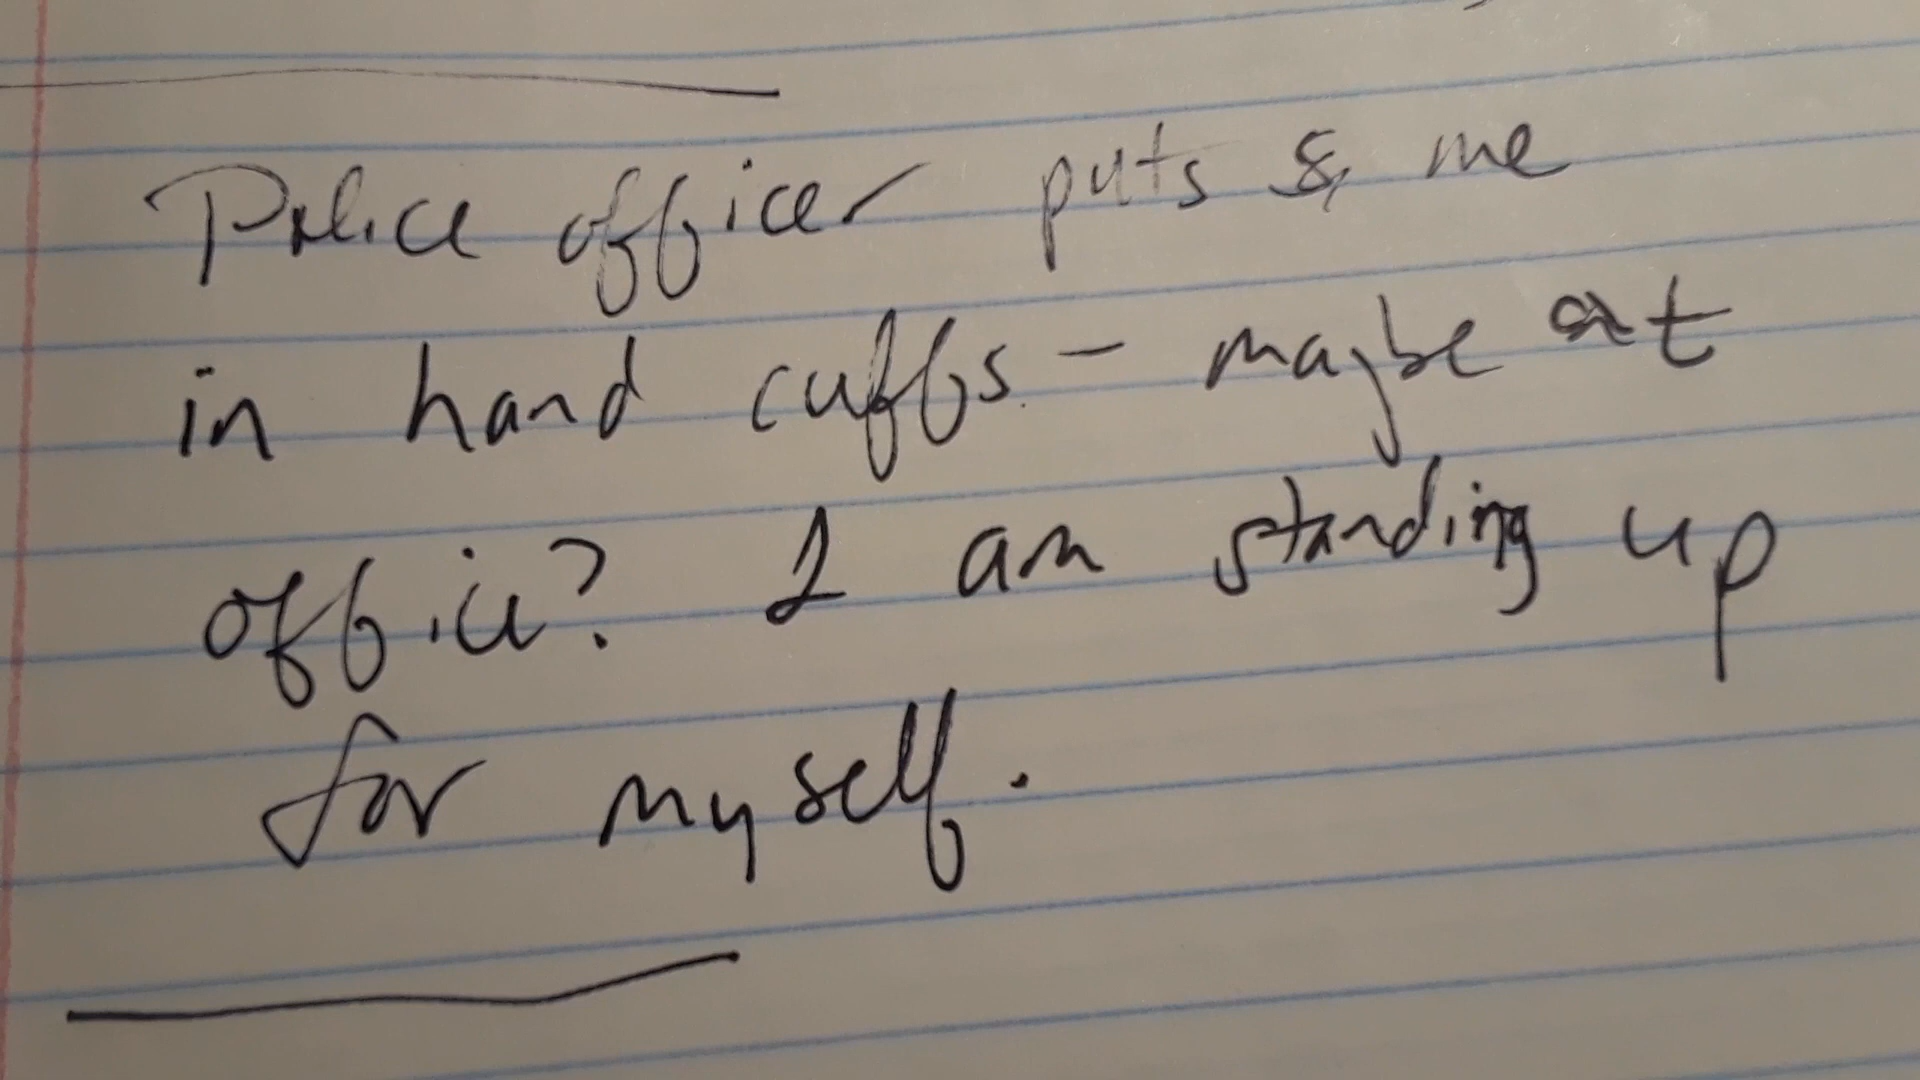 Police officer puts & me
in hand cuffs - maybe at
office? I am standing up
for myself.